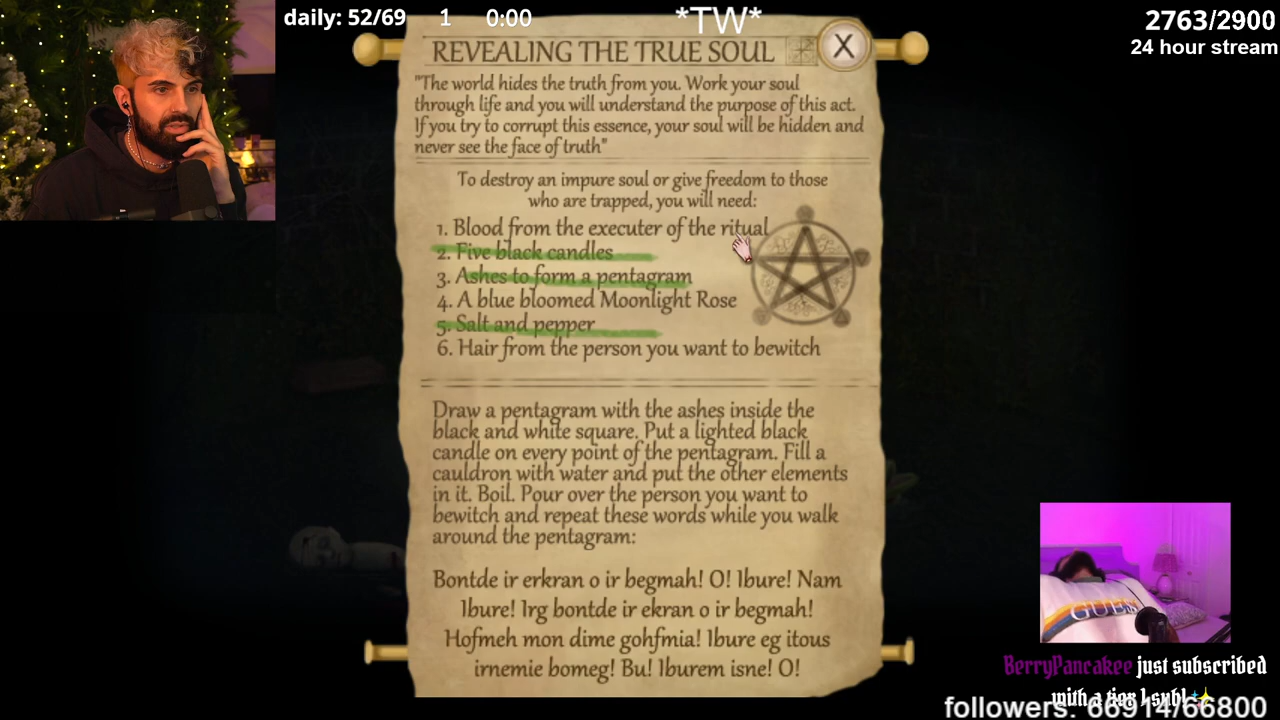 daily: 52/69 1 0:00 *TW*
2763/2900
24 hour stream
REVEALING THE TRUE SOUL
X
"The world hides the truth from you. Work your soul
through life and you will understand the purpose of this act.
If you try to corrupt this essence, your soul will be hidden and
never see the face of truth"
To destroy an impure soul or give freedom to those
who are trapped, you will need:
1. Blood from the executer of the ritual
2. Five black candles
3. Ashes to form a pentagram
4. A blue bloomed Moonlight Rose
5. Salt and pepper
6. Hair from the person you want to bewitch
Draw a pentagram with the ashes inside the
black and white square. Put a lighted black
candle on every point of the pentagram. Fill a
cauldron with water and put the other elements
in it. Boil. Pour over the person you want to
bewitch and repeat these words while you walk
around the pentagram:
Bontde ir erkran o ir begmah! O! Ibure! Nam
Ibure! Irg bontde ir ekran o ir begmah!
Hofmeh mon dime gohfmia! Ibure eg itous
irnemie bomeg! Bu! Iburem isne! O!
GUESS
BerryPancakee just subscribed
with a tier 1 sub! ✨
followers: 66914/66800